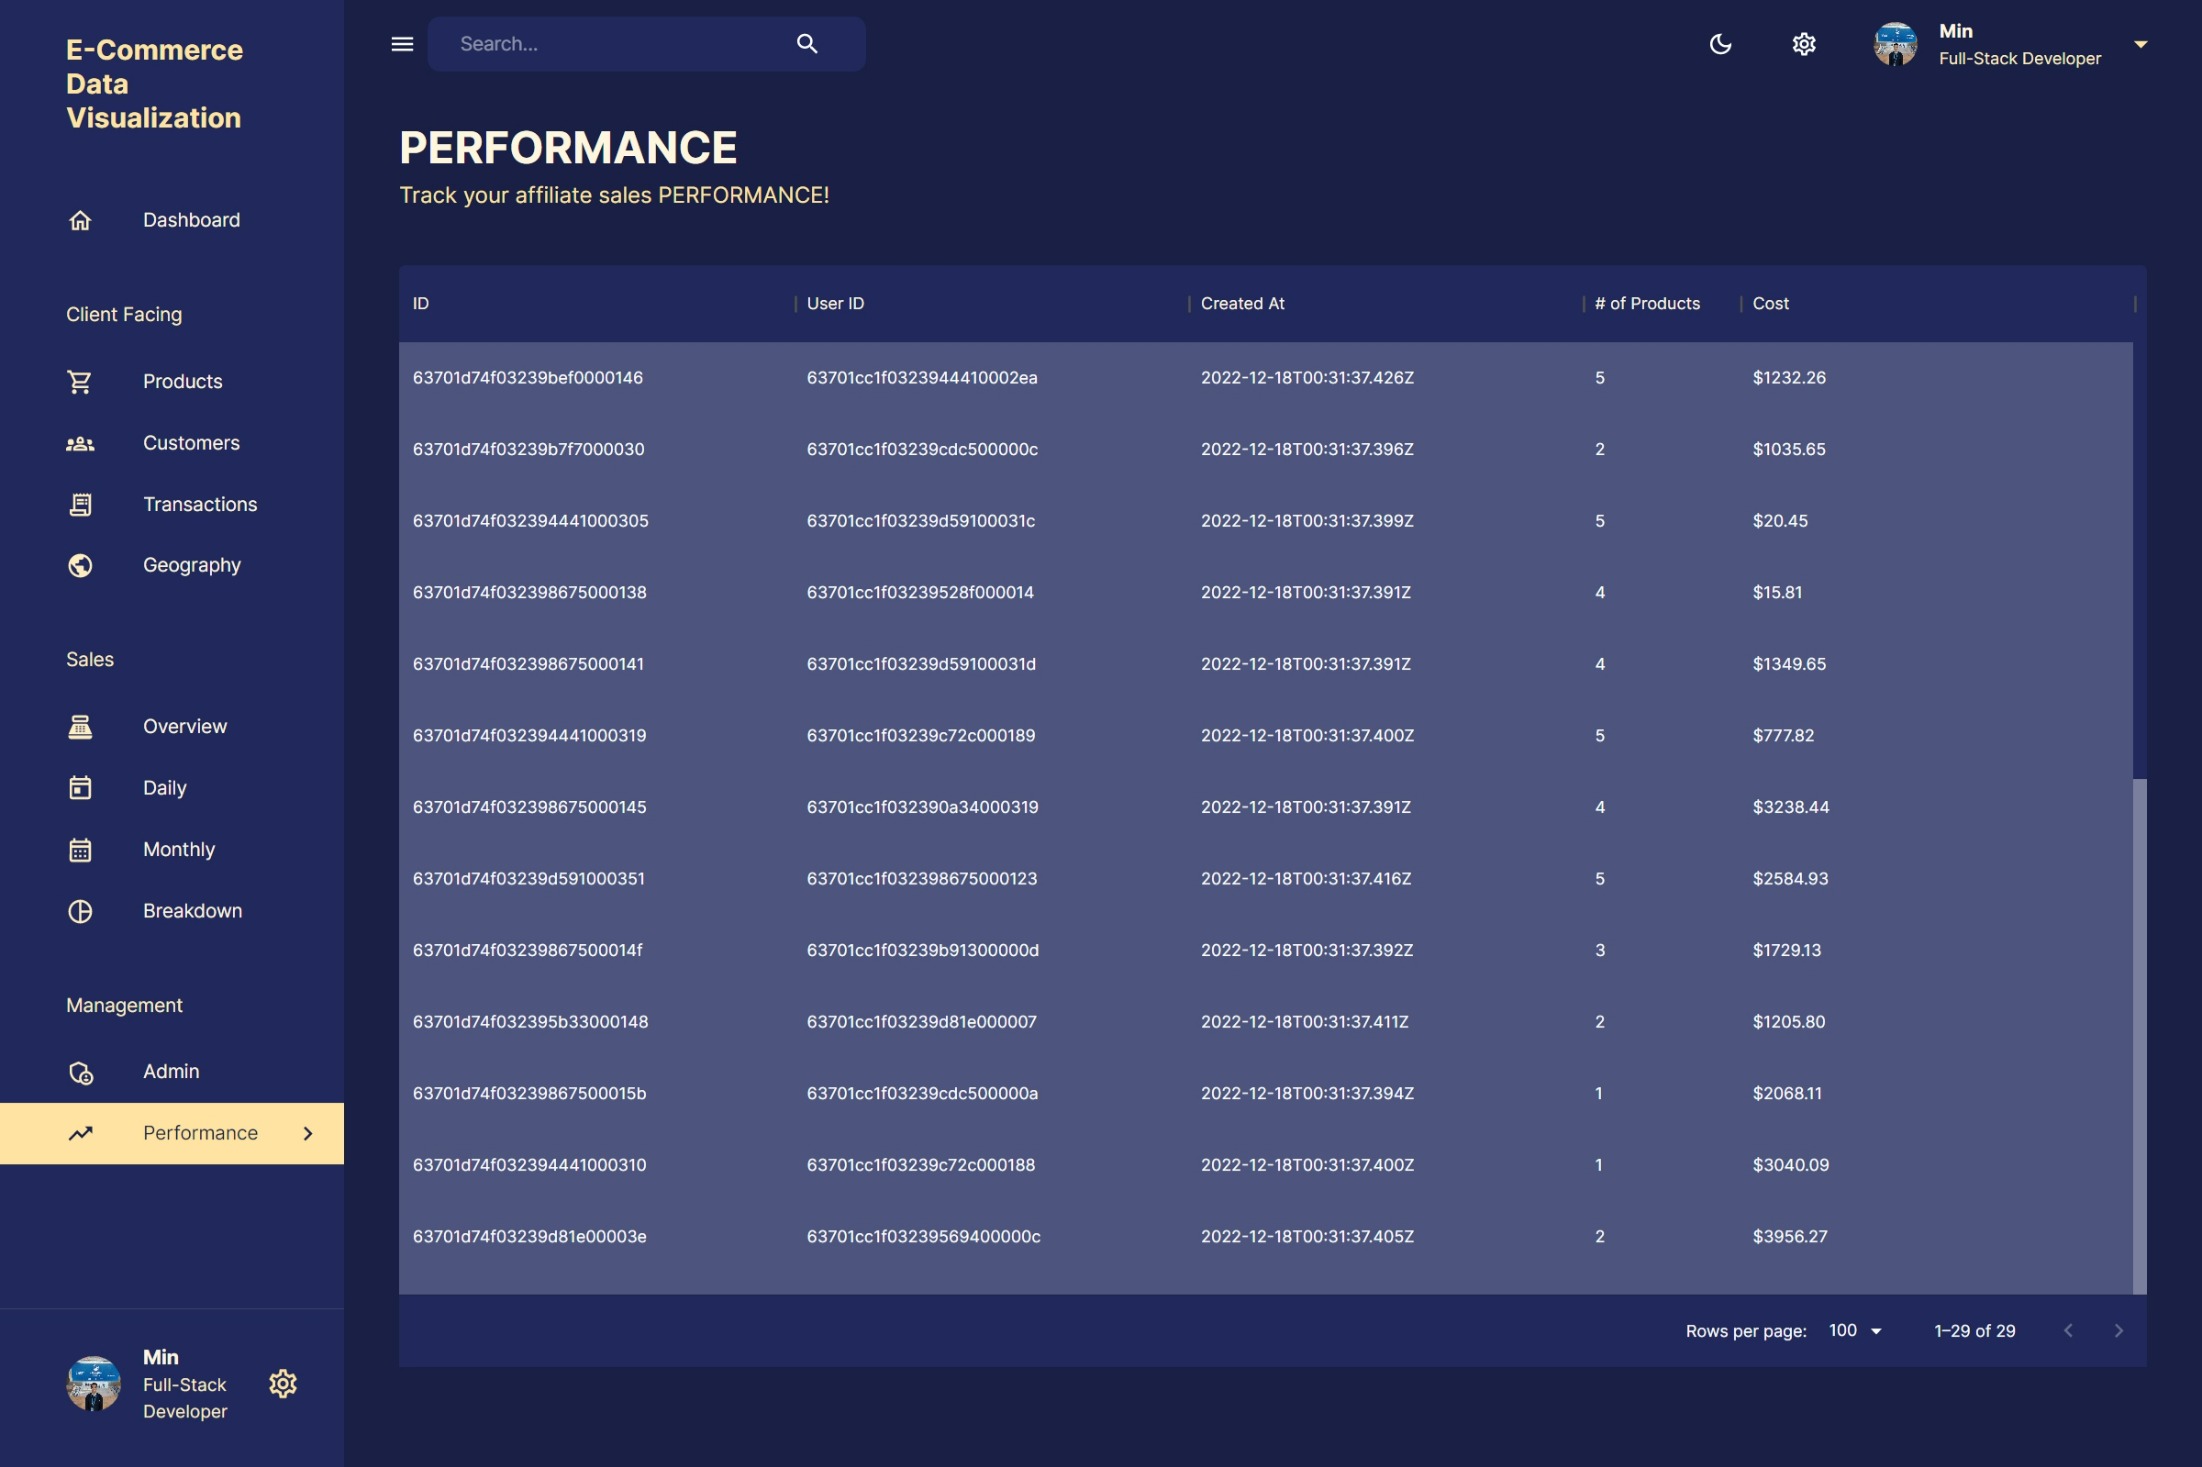 E-Commerce
Data
Visualization
Dashboard
Client Facing
Products
Customers
Transactions
Geography
Sales
Overview
Daily
Monthly
Breakdown
Management
Admin
Performance
Min
Full-Stack
Developer
Search...
Min
Full-Stack Developer
PERFORMANCE
Track your affiliate sales PERFORMANCE!
ID User ID Created At # of Products Cost
63701d74f03239bef0000146 63701cc1f0323944410002ea 2022-12-18T00:31:37.426Z 5 $1232.26
63701d74f03239b7f7000030 63701cc1f03239cdc500000c 2022-12-18T00:31:37.396Z 2 $1035.65
63701d74f032394441000305 63701cc1f03239d59100031c 2022-12-18T00:31:37.399Z 5 $20.45
63701d74f032398675000138 63701cc1f03239528f000014 2022-12-18T00:31:37.391Z 4 $15.81
63701d74f032398675000141 63701cc1f03239d59100031d 2022-12-18T00:31:37.391Z 4 $1349.65
63701d74f032394441000319 63701cc1f03239c72c000189 2022-12-18T00:31:37.400Z 5 $777.82
63701d74f032398675000145 63701cc1f032390a34000319 2022-12-18T00:31:37.391Z 4 $3238.44
63701d74f03239d591000351 63701cc1f032398675000123 2022-12-18T00:31:37.416Z 5 $2584.93
63701d74f03239867500014f 63701cc1f03239b91300000d 2022-12-18T00:31:37.392Z 3 $1729.13
63701d74f032395b33000148 63701cc1f03239d81e000007 2022-12-18T00:31:37.411Z 2 $1205.80
63701d74f03239867500015b 63701cc1f03239cdc500000a 2022-12-18T00:31:37.394Z 1 $2068.11
63701d74f032394441000310 63701cc1f03239c72c000188 2022-12-18T00:31:37.400Z 1 $3040.09
63701d74f03239d81e00003e 63701cc1f03239569400000c 2022-12-18T00:31:37.405Z 2 $3956.27
Rows per page: 100 1–29 of 29